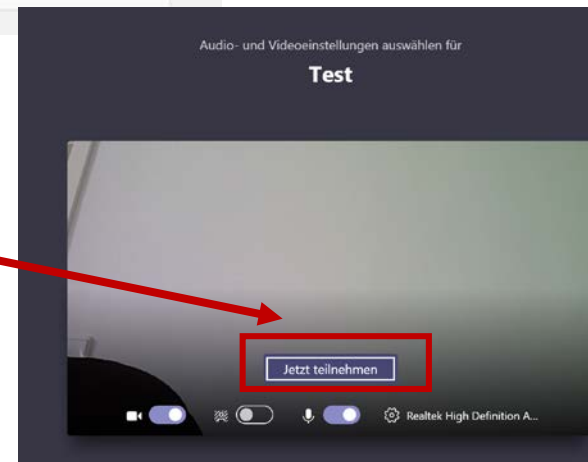 Audio- und Videoeinstellungen auswählen für
Test
Jetzt teilnehmen
Realtek High Definition A...